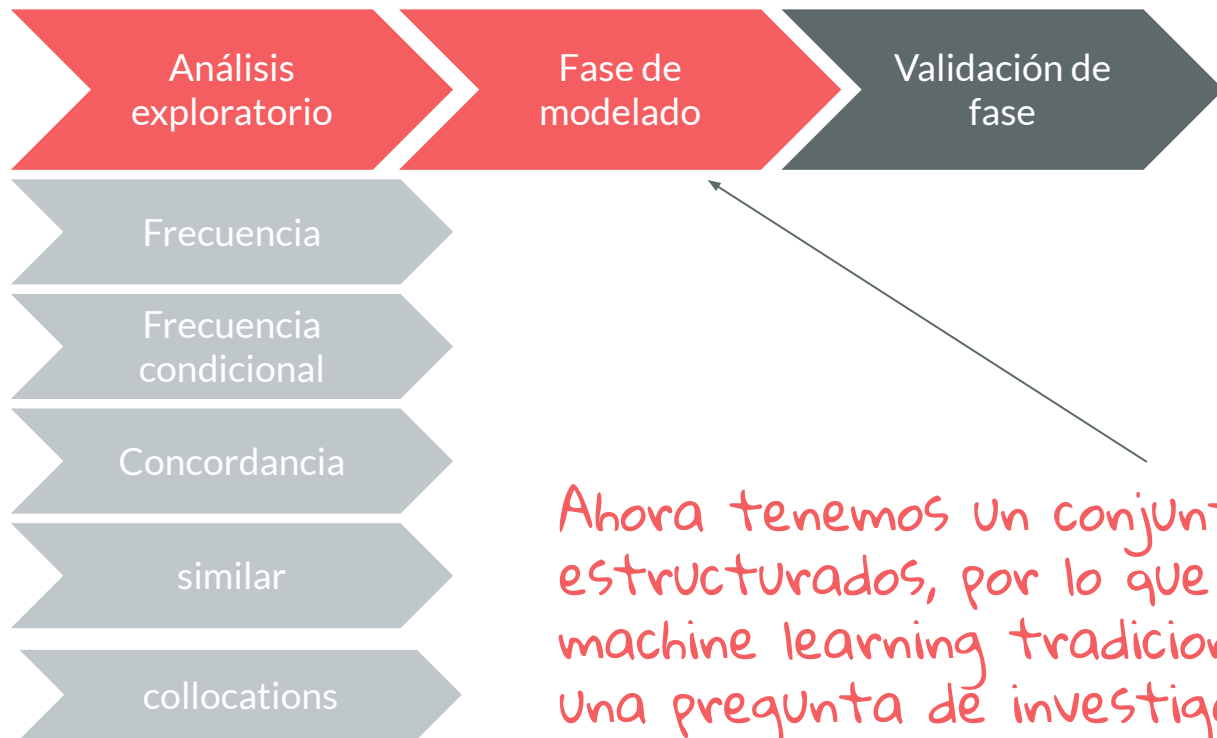 Análisis
exploratorio
Fase de
modelado
Validación de
fase
Frecuencia
Frecuencia
condicional
Concordancia
similar
collocations
Ahora tenemos un
estructurados, por lo que
machine learning
una pregunta de